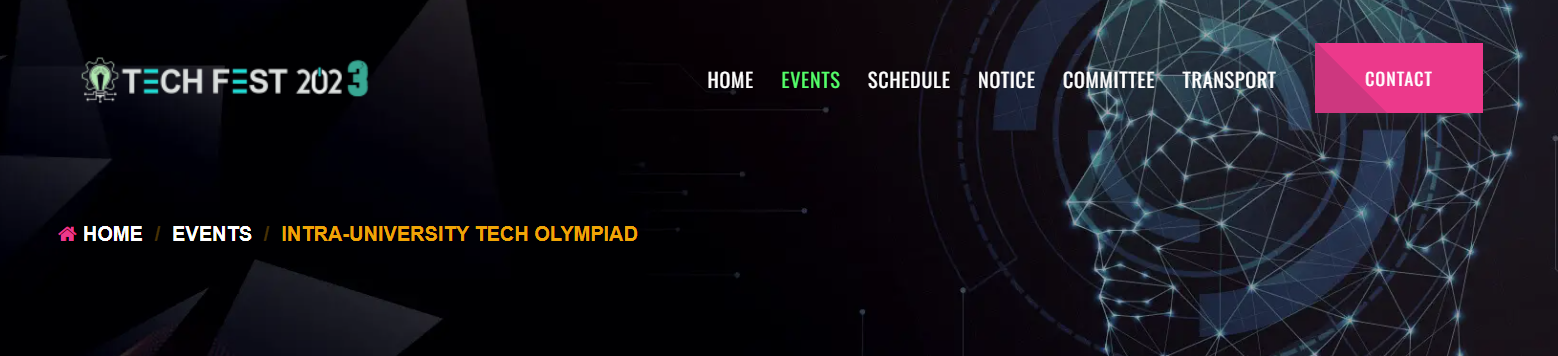 TECH FEST 2023
HOME EVENTS SCHEDULE NOTICE COMMITTEE TRANSPORT CONTACT
HOME / EVENTS / INTRA-UNIVERSITY TECH OLYMPIAD